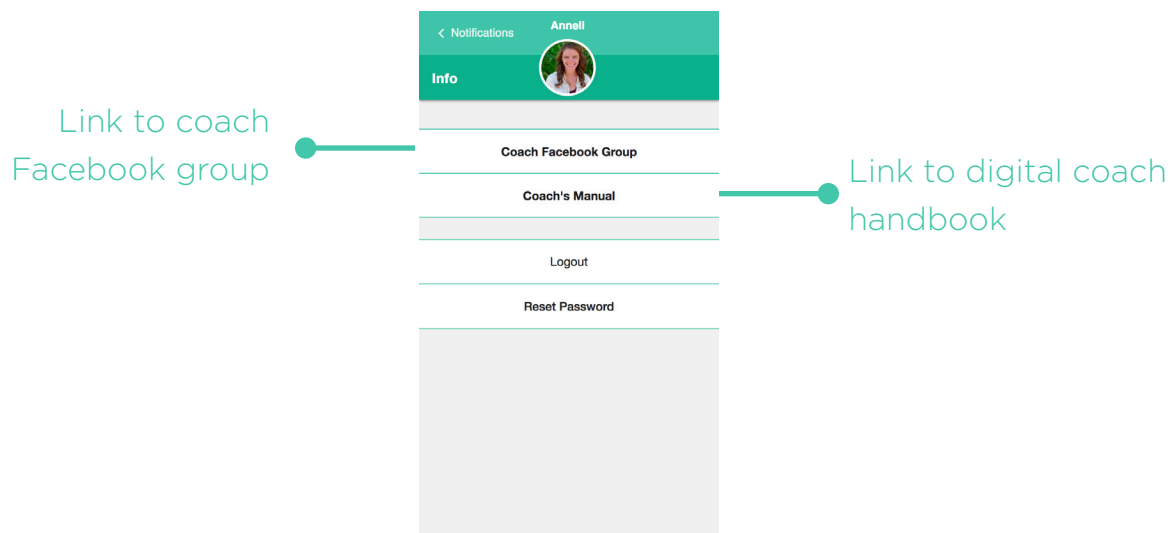 Anneli
< Notifications
Info
Link to coach
Facebook group
Coach Facebook Group
Coach's Manual
Link to digital coach
handbook
Logout
Reset Password